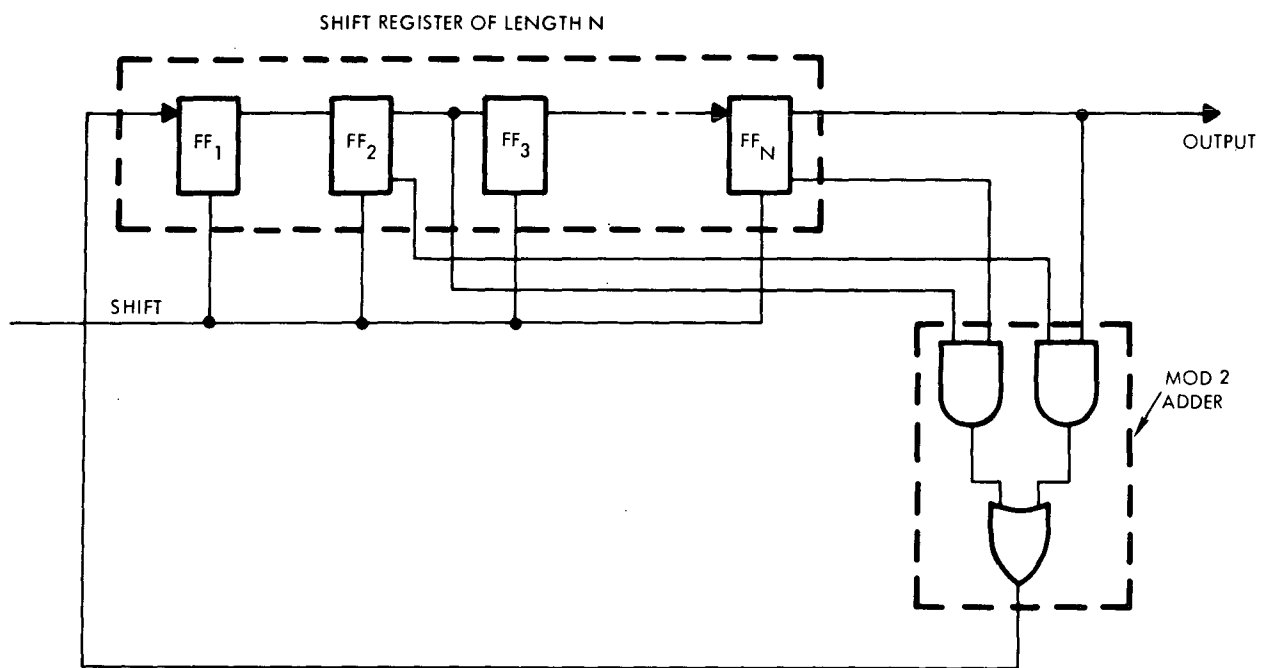 SHIFT REGISTER OF LENGTH N
FF1
FF2
FF3
FFN
OUTPUT
SHIFT
MOD 2
ADDER